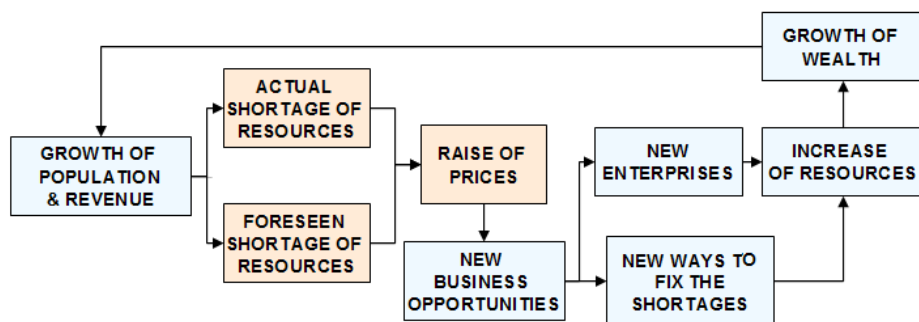 GROWTH OF
POPULATION
& REVENUE
ACTUAL
SHORTAGE OF
RESOURCES
FORESEEN
SHORTAGE OF
RESOURCES
RAISE OF
PRICES
NEW
BUSINESS
OPPORTUNITIES
NEW
ENTERPRISES
NEW WAYS TO
FIX THE
SHORTAGES
INCREASE
OF RESOURCES
GROWTH OF
WEALTH